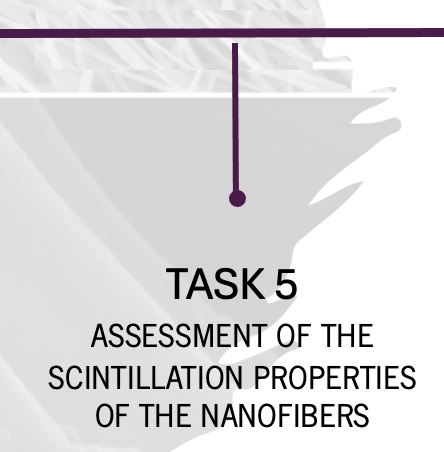 TASK 5
ASSESSMENT OF THE
SCINTILLATION PROPERTIES
OF THE NANOFIBERS